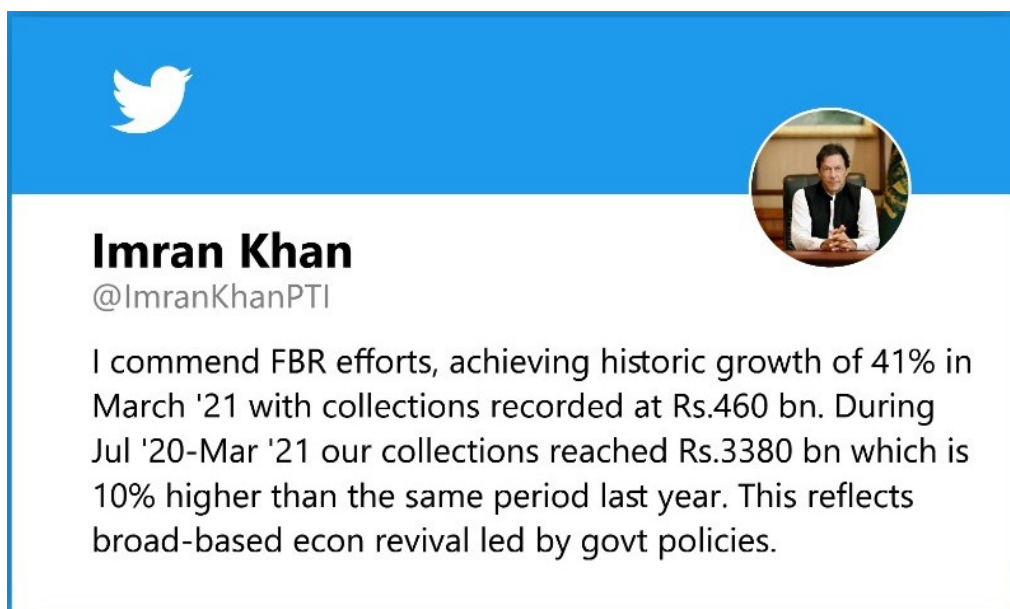 Imran Khan
@ImranKhanPTI
I commend FBR efforts, achieving historic growth of 41% in
March '21 with collections recorded at Rs.460 bn. During
Jul '20-Mar '21 our collections reached Rs.3380 bn which is
10% higher than the same period last year. This reflects
broad-based econ revival led by govt policies.